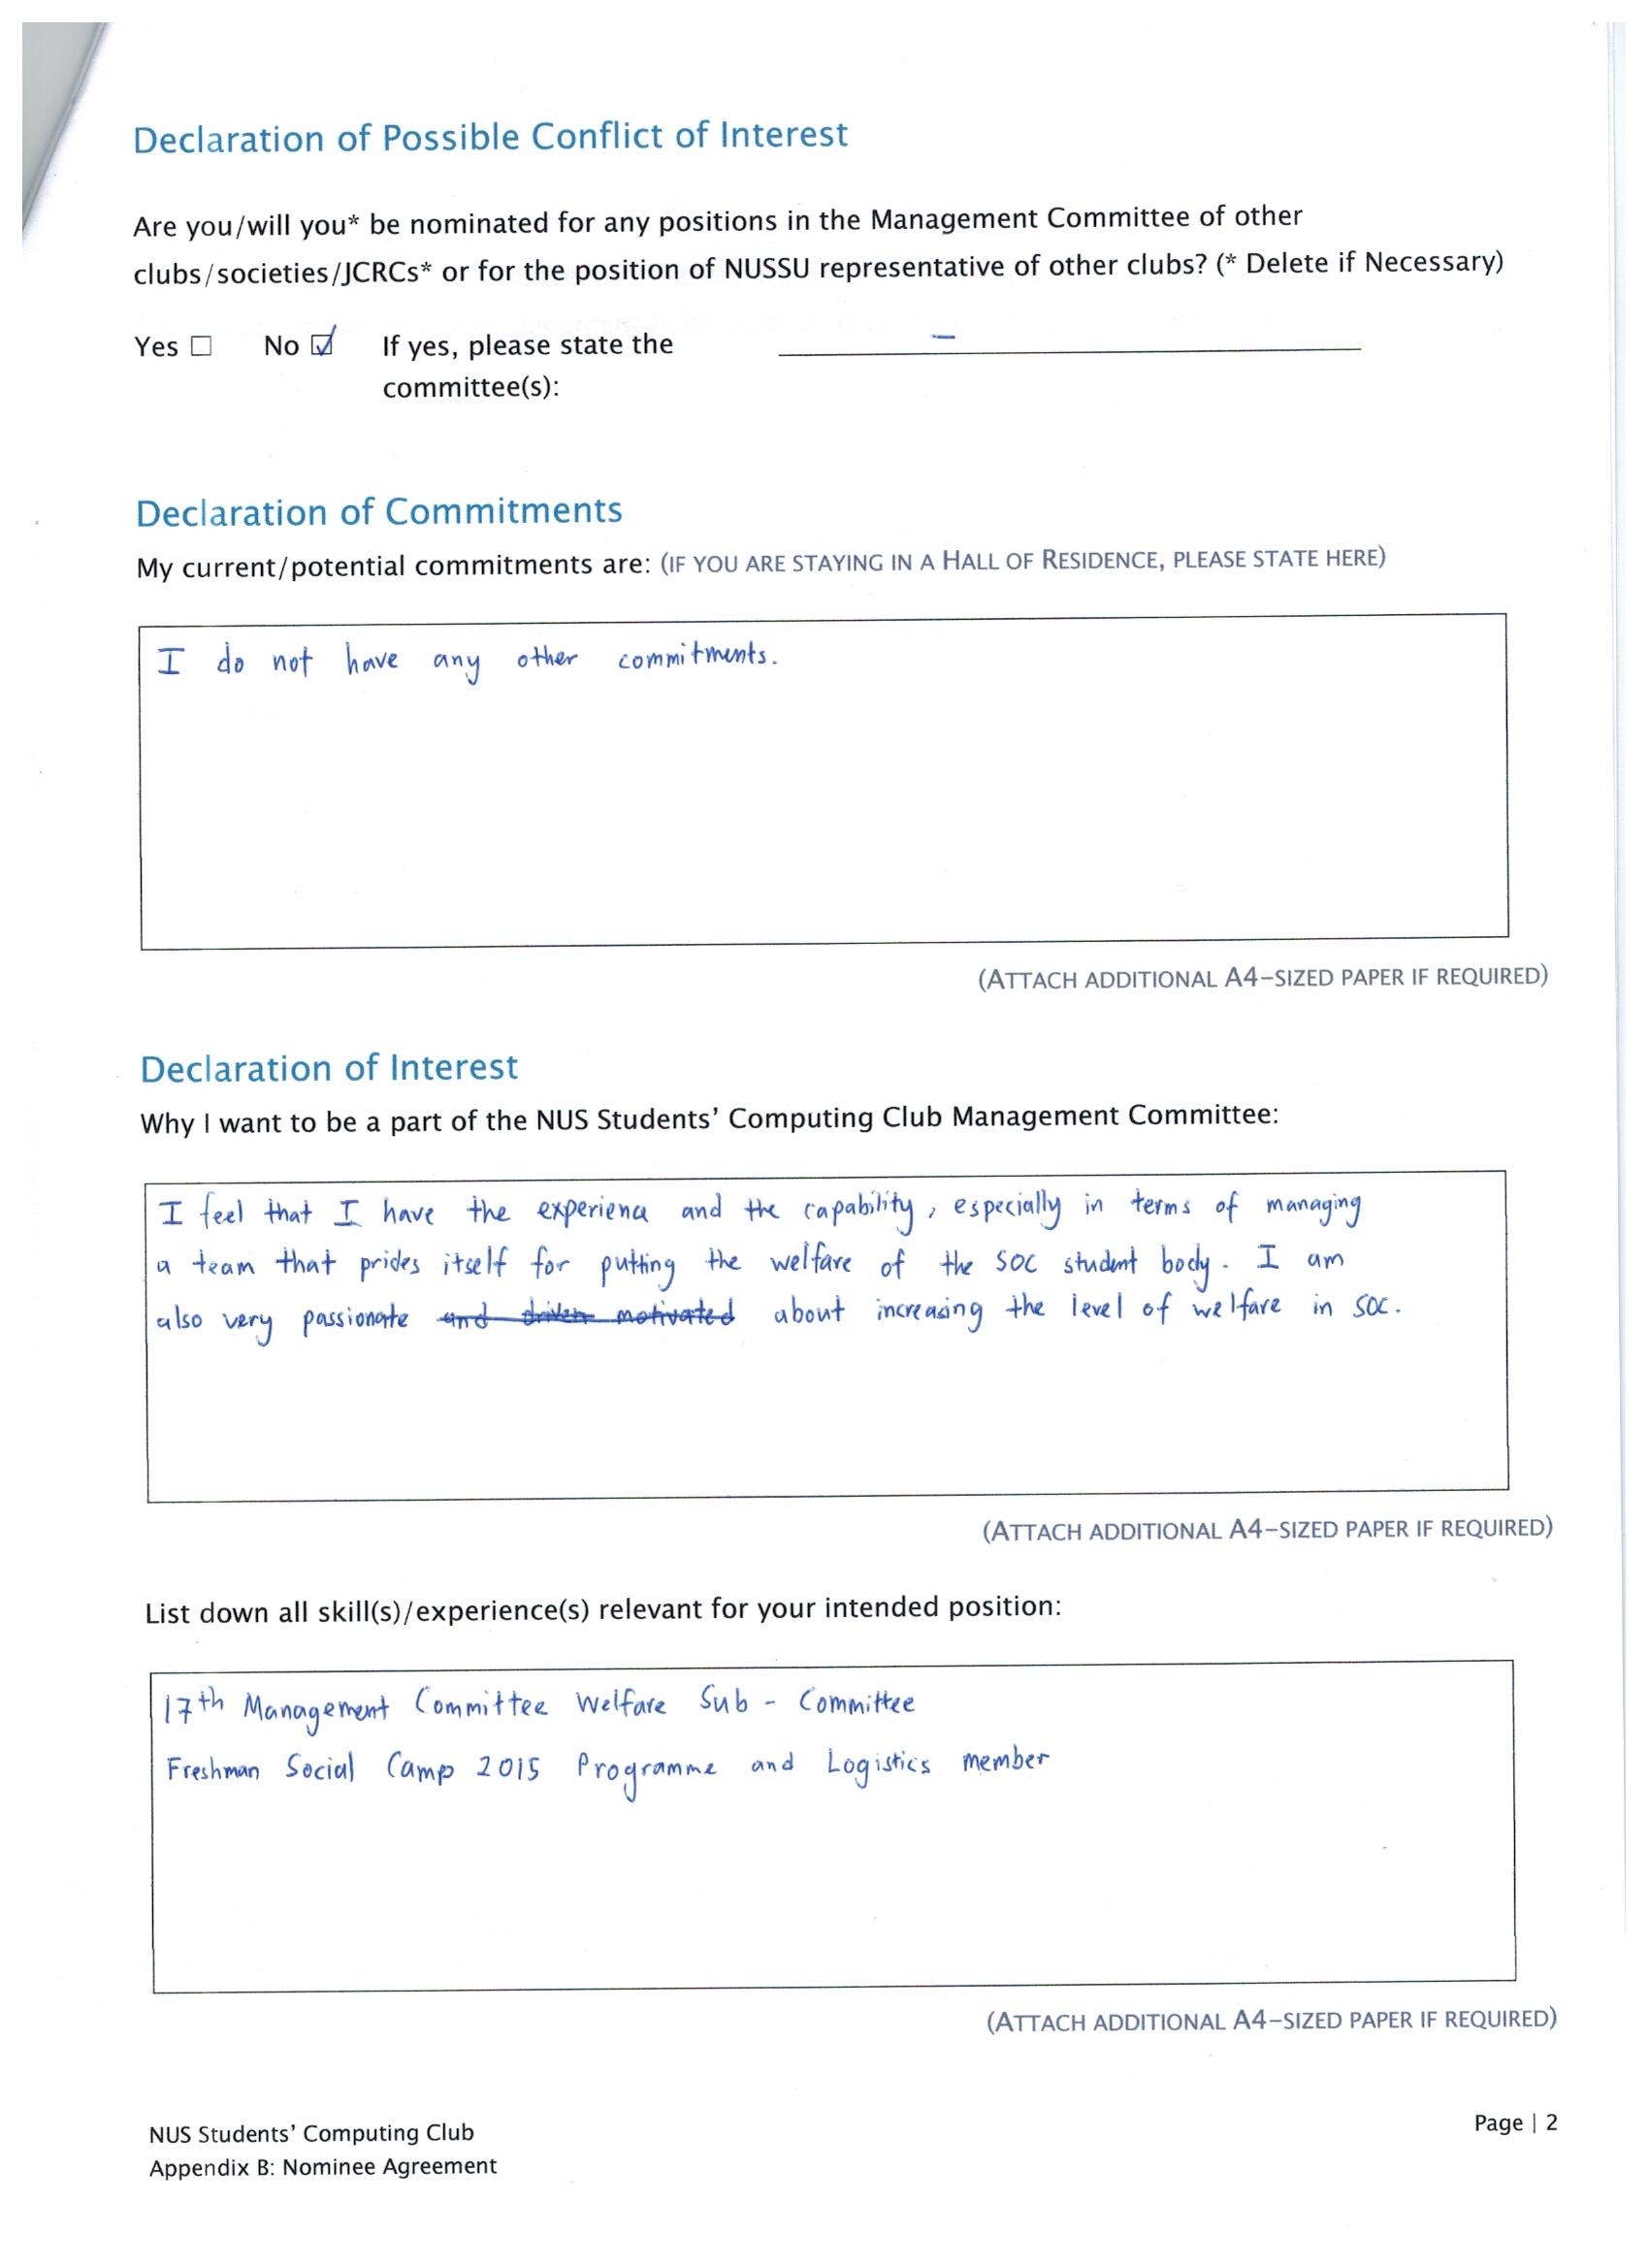 Declaration of Possible Conflict of Interest
Are you/will you* be nominated for any positions in the Management Committee of other
clubs/societies/JCRCs* or for the position of NUSSU representative of other clubs? (* Delete if Necessary)
Yes ☐ No ☑ If yes, please state the –
committee(s):
Declaration of Commitments
My current/potential commitments are: (IF YOU ARE STAYING IN A HALL OF RESIDENCE, PLEASE STATE HERE)
I do not have any other commitments.
(ATTACH ADDITIONAL A4-SIZED PAPER IF REQUIRED)
Declaration of Interest
Why I want to be a part of the NUS Students' Computing Club Management Committee:
I feel that I have the experience and the capability, especially in terms of managing
a team that prides itself for putting the welfare of the SOC student body. I am
also very passionate and driven motivated about increasing the level of welfare in SOC.
(ATTACH ADDITIONAL A4-SIZED PAPER IF REQUIRED)
List down all skill(s)/experience(s) relevant for your intended position:
17th Management Committee Welfare Sub - Committee
Freshman Social Camp 2015 Programme and Logistics member
(ATTACH ADDITIONAL A4-SIZED PAPER IF REQUIRED)
NUS Students' Computing Club Page | 2
Appendix B: Nominee Agreement